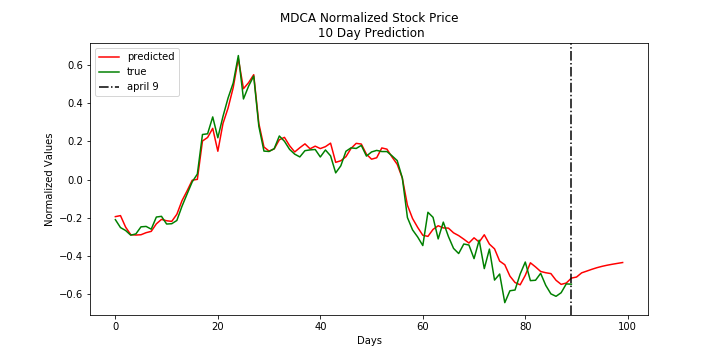 MDCA Normalized Stock Price
10 Day Prediction
predicted
true
april 9
Normalized Values
0.6
0.4
0.2
0.0
−0.2
−0.4
−0.6
0
20
40
60
80
100
Days